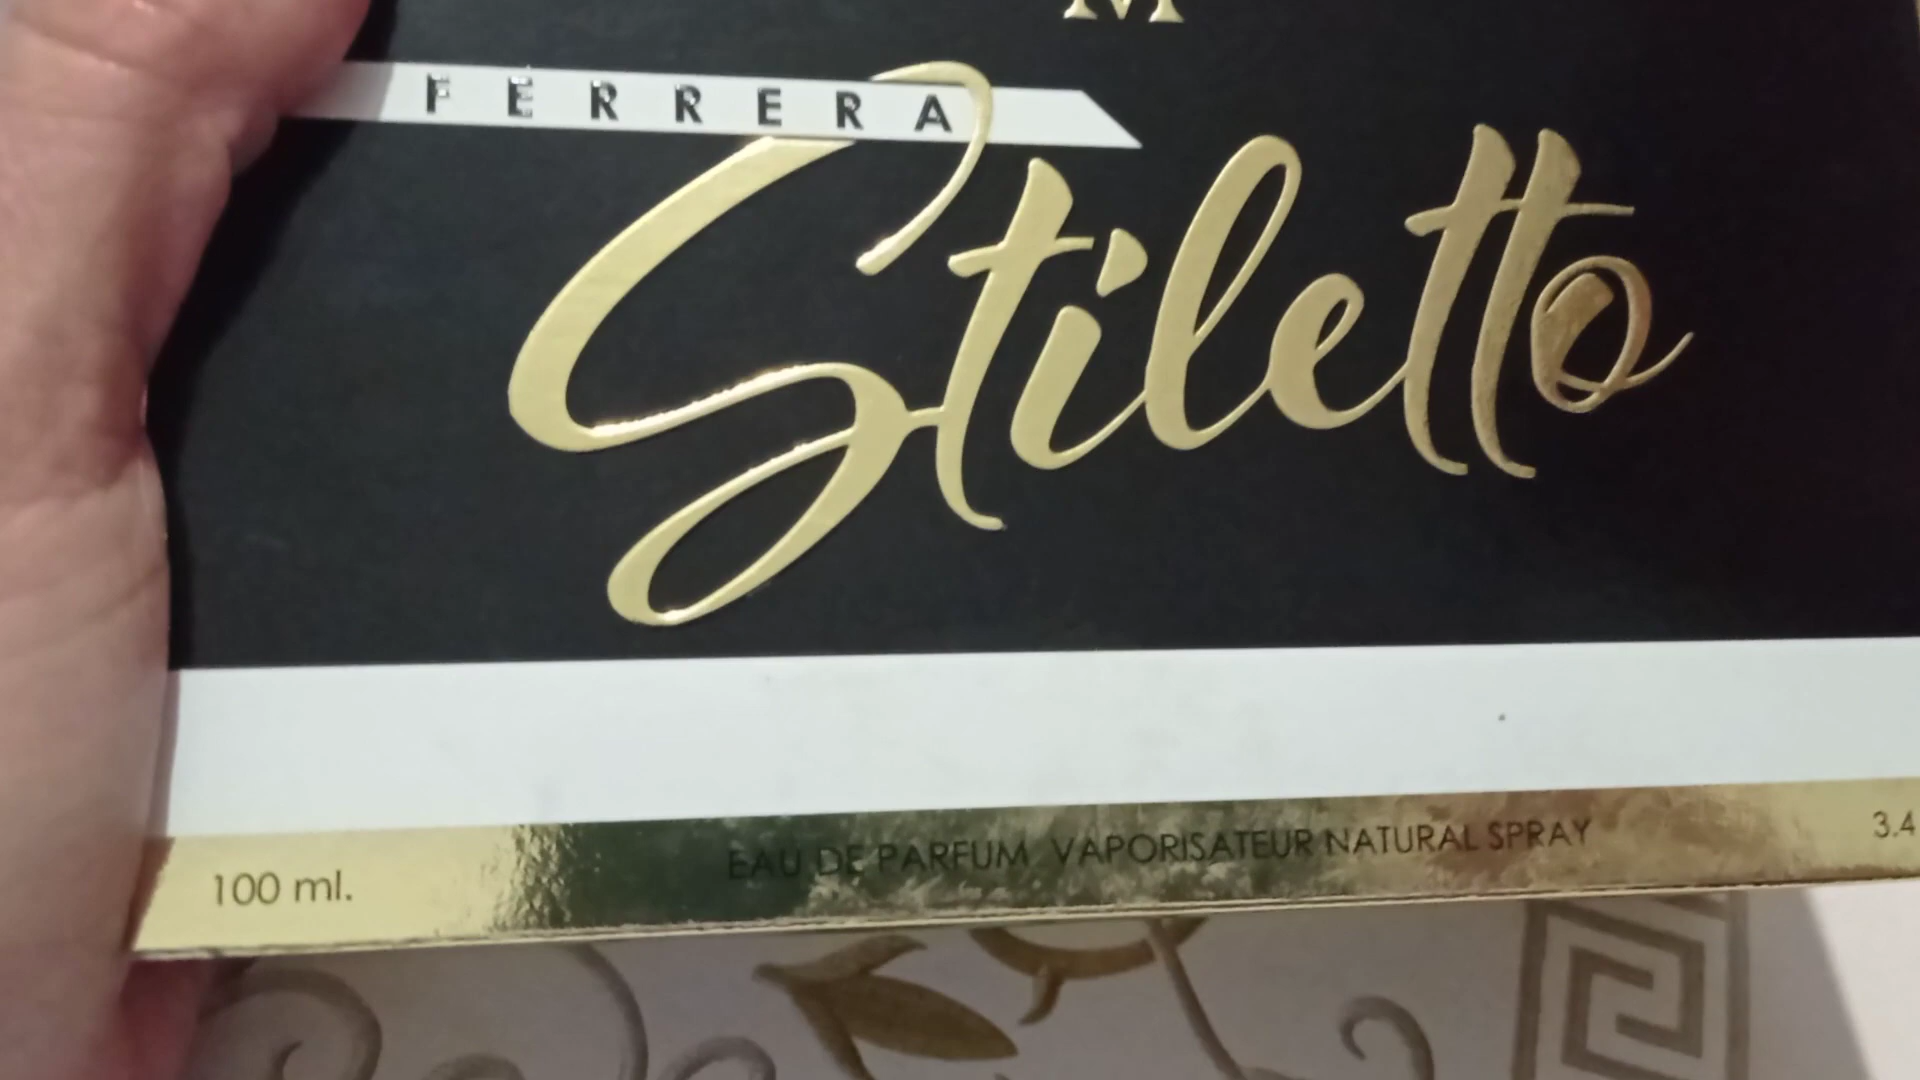 M
FERRERA
Stiletto
100 ml.
EAU DE PARFUM VAPORISATEUR NATURAL SPRAY
3.4